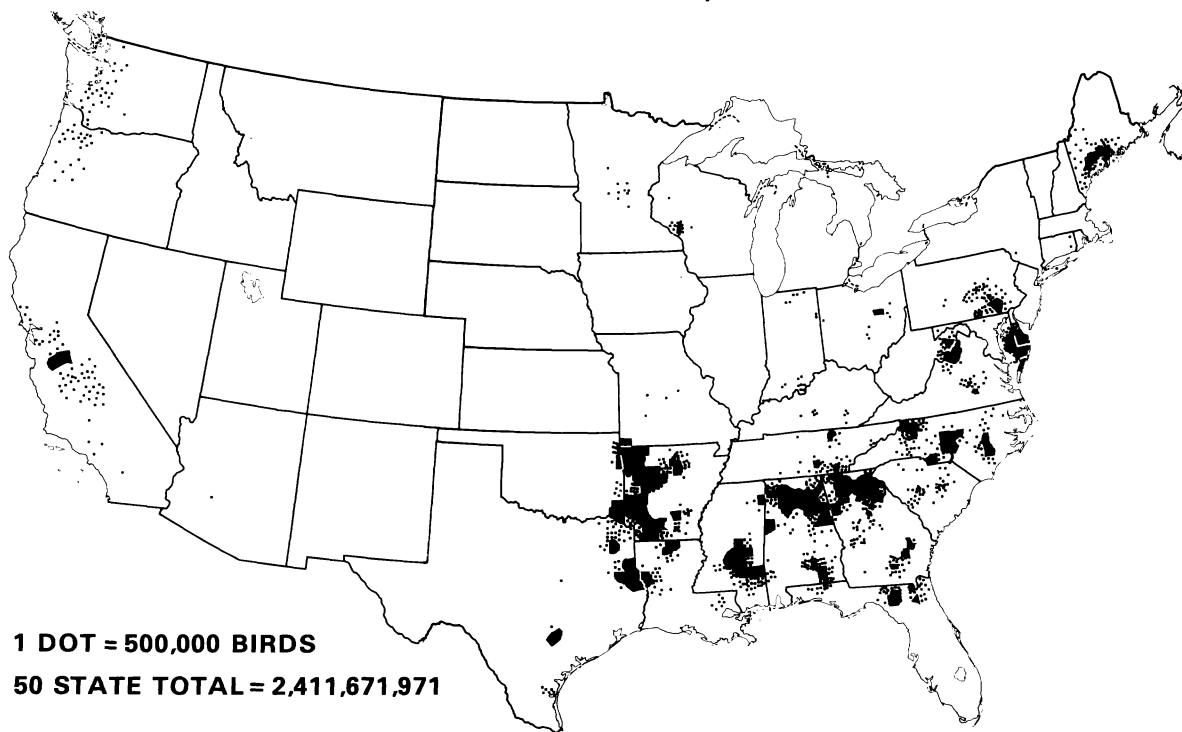 1 DOT = 500,000 BIRDS
50 STATE TOTAL = 2,411,671,971